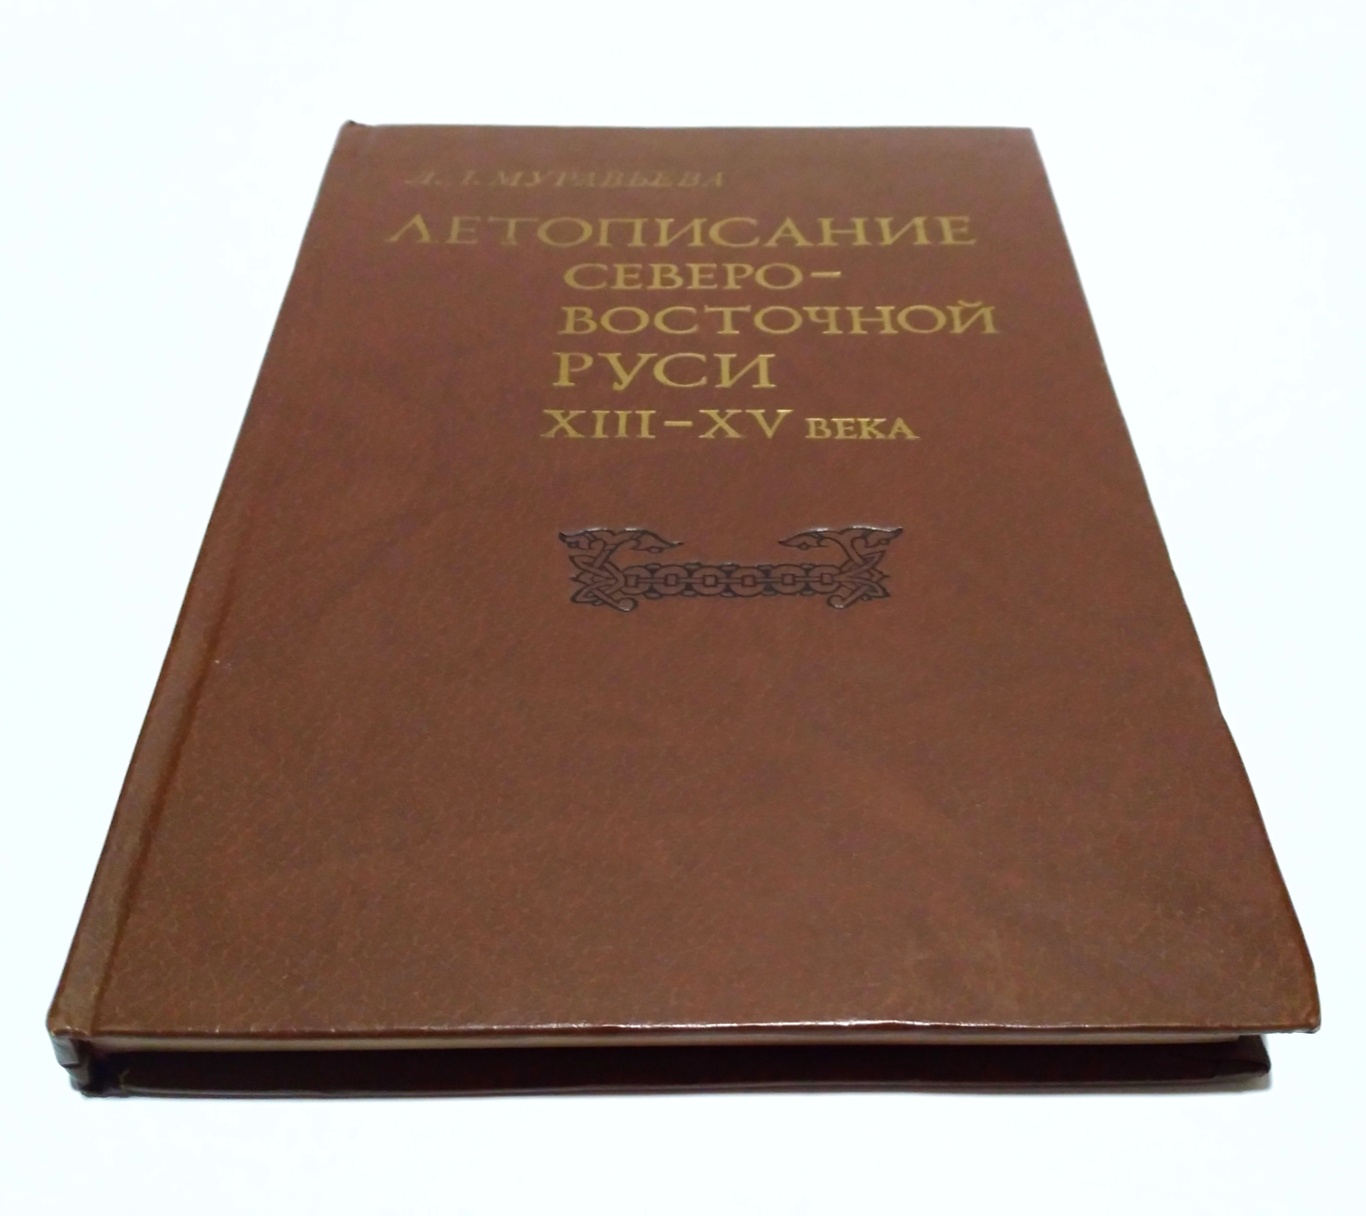 Л. Л. МУРАВЬЕВА
ЛЕТОПИСАНИЕ
СЕВЕРО-
ВОСТОЧНОЙ
РУСИ
XIII-XV ВЕКА